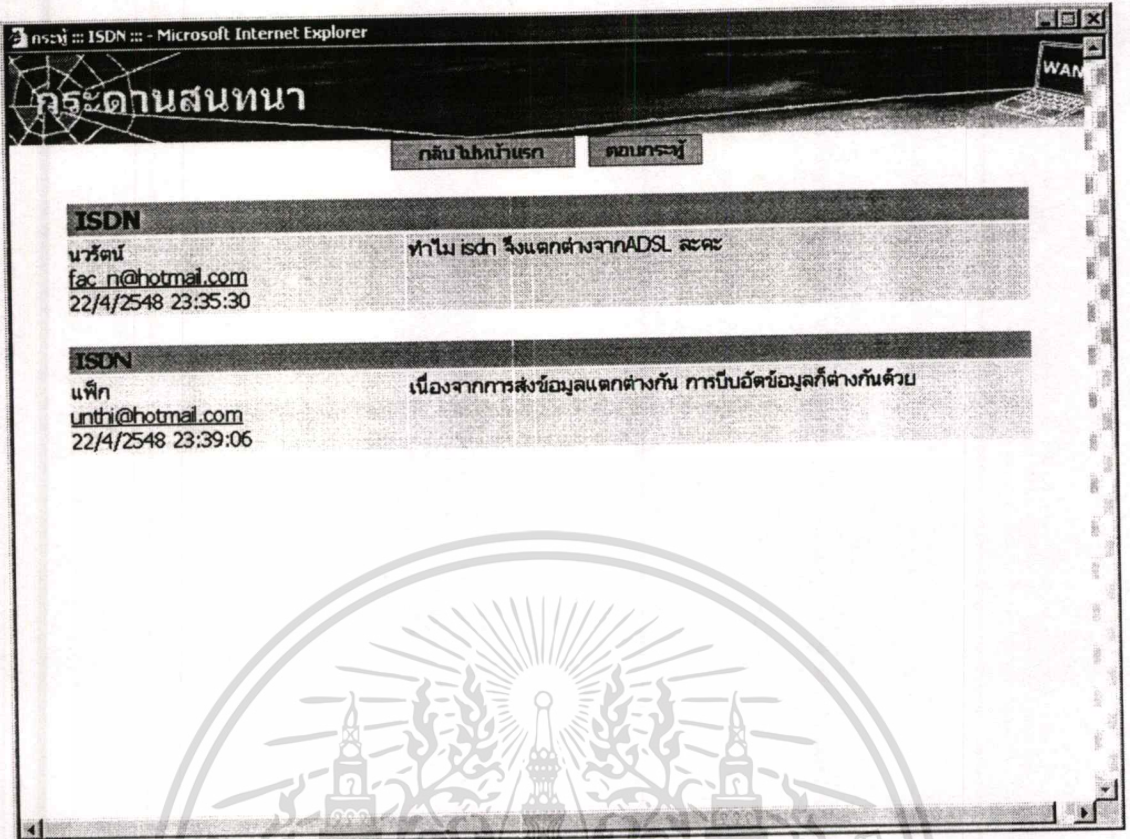 กระทู้ ::: ISDN ::: - Microsoft Internet Explorer
กระดานสนทนา
WAN
กลับไปหน้าแรก ตอบกระทู้
ISDN
นวรัตน์ ทำไม isdn จึงแตกต่างจากADSL ละคะ
fac_n@hotmail.com
22/4/2548 23:35:30
ISDN
แฟ็ก เนื่องจากการส่งข้อมูลแตกต่างกัน การบีบอัตข้อมูลก็ต่างกันด้วย
unthi@hotmail.com
22/4/2548 23:39:06